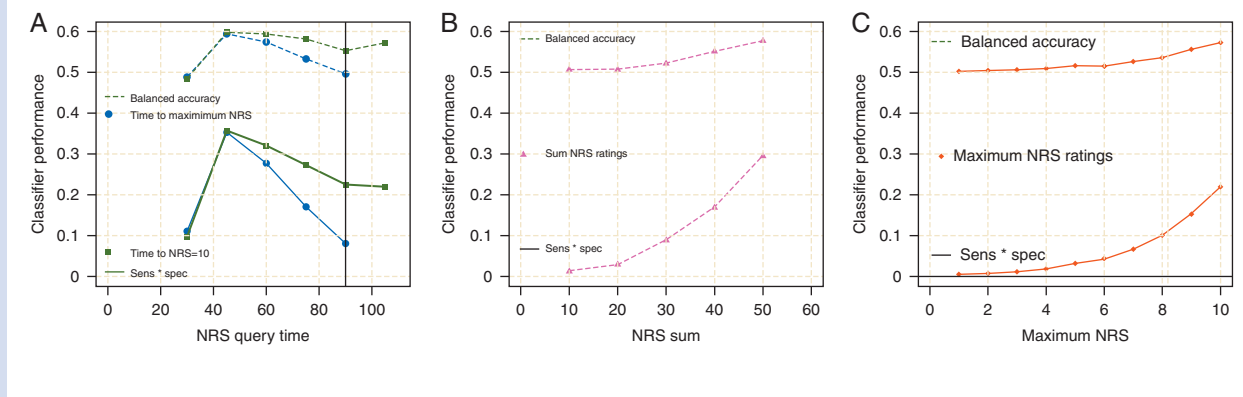 A
0.6
0.5
0.4
0.3
0.2
0.1
0
Classifier performance
Balanced accuracy
Time to maximimum NRS
Time to NRS=10
Sens * spec
0 20 40 60 80 100
NRS query time
B
0.6
0.5
0.4
0.3
0.2
0.1
0
Classifier performance
Balanced accuracy
Sum NRS ratings
Sens * spec
0 10 20 30 40 50 60
NRS sum
C
0.6
0.5
0.4
0.3
0.2
0.1
0
Classifier performance
Balanced accuracy
Maximum NRS ratings
Sens * spec
0 2 4 6 8 10
Maximum NRS